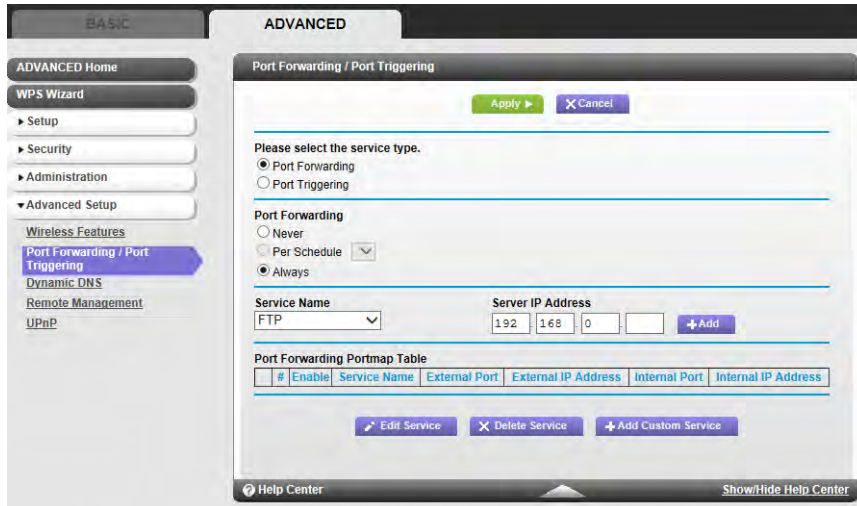 BASIC
ADVANCED
ADVANCED Home
WPS Wizard
Setup
Security
Administration
Advanced Setup
Wireless Features
Port Forwarding / Port
Triggering
Dynamic DNS
Remote Management
UPnP
Port Forwarding / Port Triggering
Apply
Cancel
Please select the service type.
Port Forwarding
Port Triggering
Port Forwarding
Never
Per Schedule
Always
Service Name
Server IP Address
FTP
192 . 168 . 0 .
Add
Port Forwarding Portmap Table
# Enable Service Name External Port External IP Address Internal Port Internal IP Address
Edit Service
Delete Service
Add Custom Service
Help Center
Show/Hide Help Center